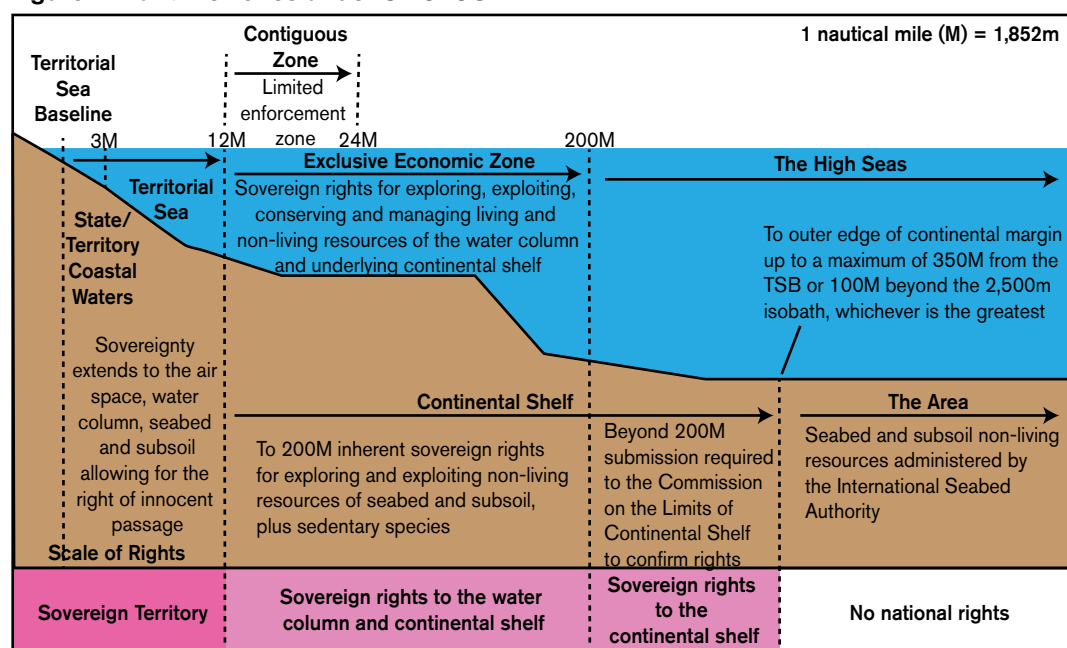 Contiguous
Zone
Limited
enforcement
zone
1 nautical mile (M) = 1,852m
Territorial
Sea
Baseline
3M
12M
24M
200M
Territorial
Sea
Exclusive Economic Zone
Sovereign rights for exploring, exploiting,
conserving and managing living and
non-living resources of the water column
and underlying continental shelf
The High Seas
State/
Territory
Coastal
Waters
To outer edge of continental margin
up to a maximum of 350M from the
TSB or 100M beyond the 2,500m
isobath, whichever is the greatest
Sovereignty
extends to the air
space, water
column, seabed
and subsoil
allowing for the
right of innocent
passage
Continental Shelf
To 200M inherent sovereign rights
for exploring and exploiting non-living
resources of seabed and subsoil,
plus sedentary species
Beyond 200M
submission required
to the Commission
on the Limits of
Continental Shelf
to confirm rights
The Area
Seabed and subsoil non-living
resources administered by
the International Seabed
Authority
Scale of Rights
Sovereign Territory
Sovereign rights to the water
column and continental shelf
Sovereign rights
to the
continental shelf
No national rights